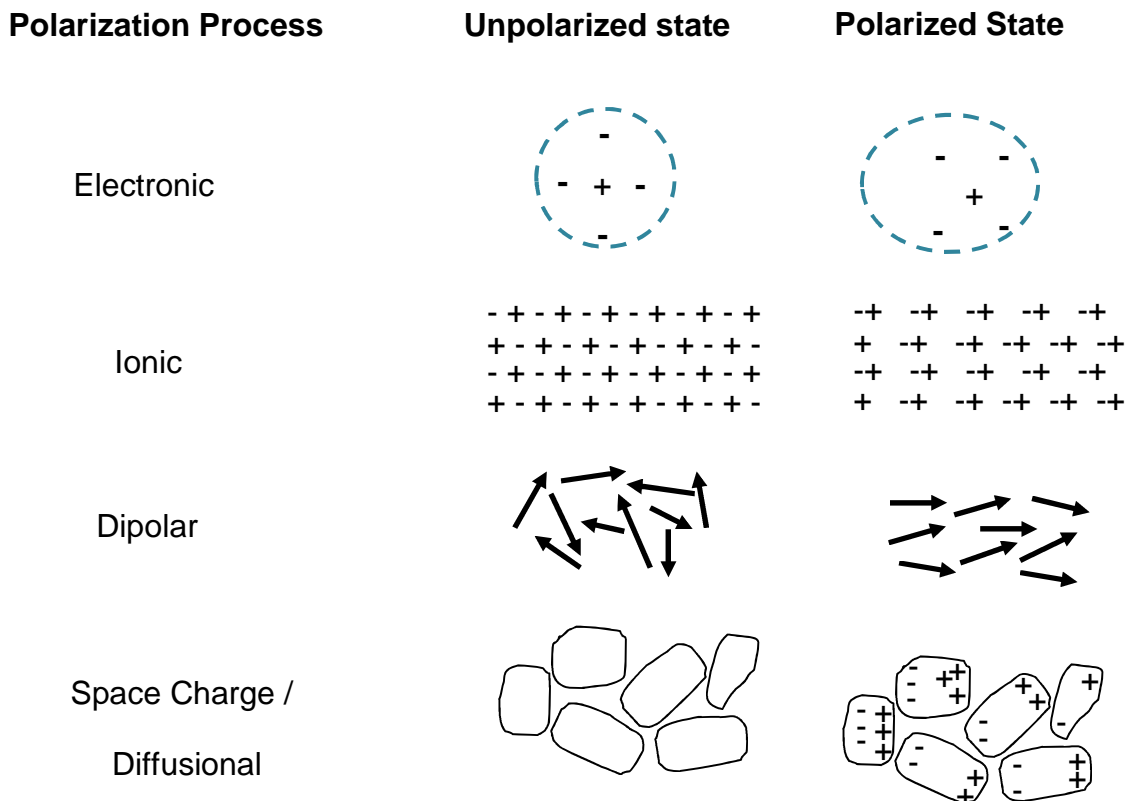 Polarization Process Unpolarized state Polarized State
Electronic
-
- + -
-
- -
+
- -
Ionic
- + - + - + - + - + - + -+ -+ -+ -+ -+
+ - + - + - + - + - + - + -+ -+ -+ -+ -+
- + - + - + - + - + - + -+ -+ -+ -+ -+
+ - + - + - + - + - + - + -+ -+ -+ -+ -+
Dipolar
Space Charge /
Diffusional
- + + + - + - + + - +
- + + + - -
- + - + + - -
- - + +
- + +
-